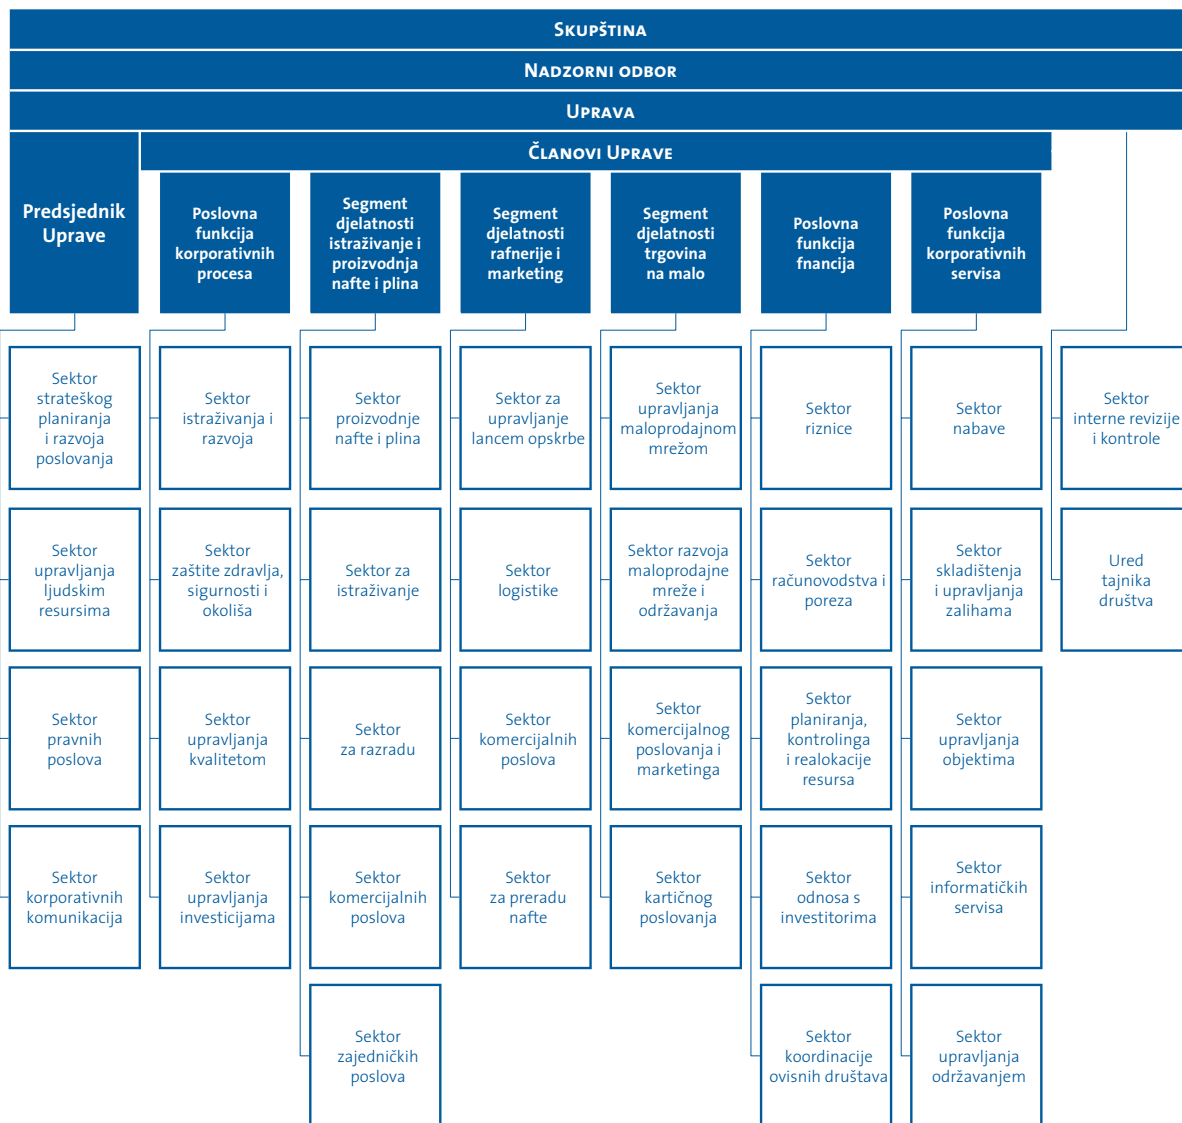 Skupština
Nadzorni odbor
Uprava
Članovi Uprave
Predsjednik
Uprave
Poslovna
funkcija
korporativnih
procesa
Segment
djelatnosti
istraživanje i
proizvodnja
nafte i plina
Segment
djelatnosti
rafnerije i
marketing
Segment
djelatnosti
trgovina
na malo
Poslovna
funkcija
fnancija
Poslovna
funkcija
korporativnih
servisa
Sektor
strateškog
planiranja
i razvoja
poslovanja
Sektor
istraživanja i
razvoja
Sektor
proizvodnje
nafte i plina
Sektor za
upravljanje
lancem opskrbe
Sektor
upravljanja
maloprodajnom
mrežom
Sektor
riznice
Sektor
nabave
Sektor
interne revizije
i kontrole
Sektor
upravljanja
ljudskim
resursima
Sektor
zaštite zdravlja,
sigurnosti i
okoliša
Sektor za
istraživanje
Sektor
logistike
Sektor razvoja
maloprodajne
mreže i
održavanja
Sektor
računovodstva i
poreza
Sektor
skladištenja
i upravljanja
zalihama
Ured
tajnika
društva
Sektor
pravnih
poslova
Sektor
upravljanja
kvalitetom
Sektor
za razradu
Sektor
komercijalnih
poslova
Sektor
komercijalnog
poslovanja i
marketinga
Sektor
planiranja,
kontrolinga
i realokacije
resursa
Sektor
upravljanja
objektima
Sektor
korporativnih
komunikacija
Sektor
upravljanja
investicijama
Sektor
komercijalnih
poslova
Sektor
za preradu
nafte
Sektor
kartičnog
poslovanja
Sektor
odnosa s
investitorima
Sektor
informatičkih
servisa
Sektor
zajedničkih
poslova
Sektor
koordinacije
ovisnih društava
Sektor
upravljanja
održavanjem